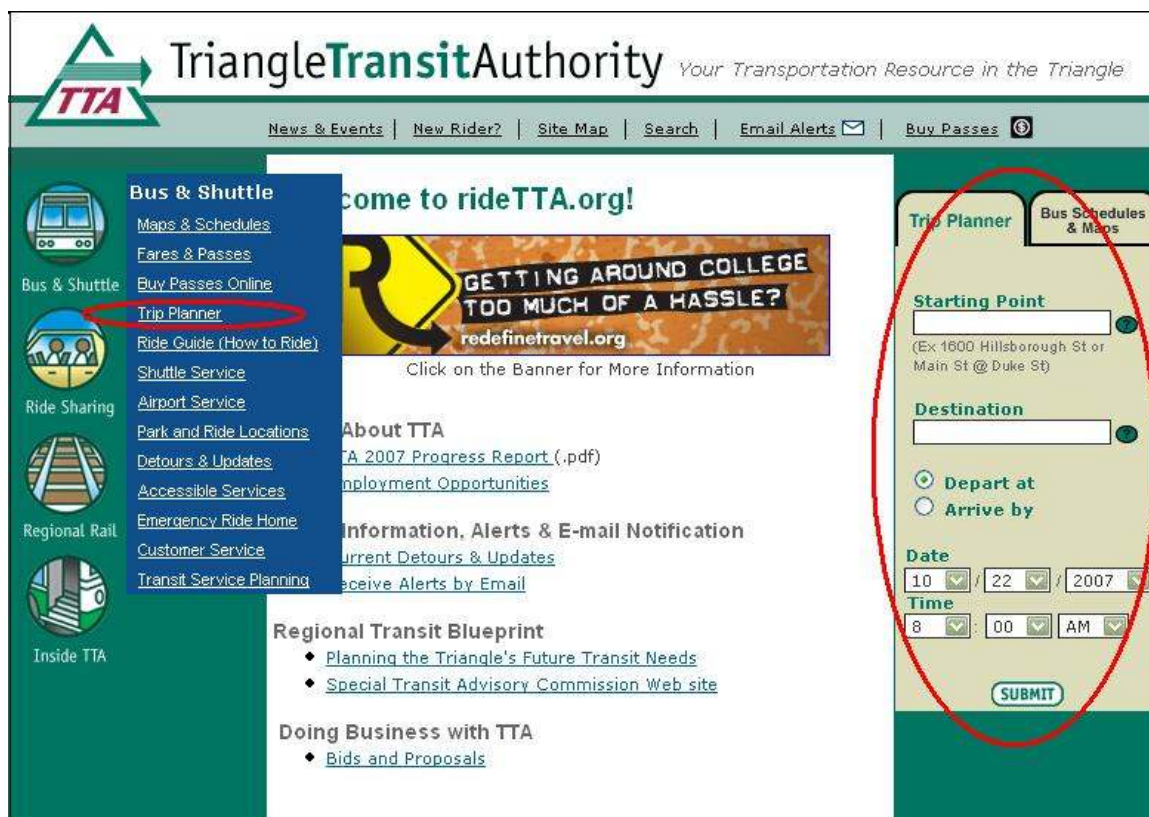 TTA
TriangleTransitAuthority Your Transportation Resource in the Triangle
News & Events | New Rider? | Site Map | Search | Email Alerts | Buy Passes
Bus & Shuttle
Ride Sharing
Regional Rail
Inside TTA
Bus & Shuttle
Maps & Schedules
Fares & Passes
Buy Passes Online
Trip Planner
Ride Guide (How to Ride)
Shuttle Service
Airport Service
Park and Ride Locations
Detours & Updates
Accessible Services
Emergency Ride Home
Customer Service
Transit Service Planning
come to rideTTA.org!
GETTING AROUND COLLEGE
TOO MUCH OF A HASSLE?
redefinetravel.org
Click on the Banner for More Information
About TTA
TA 2007 Progress Report (.pdf)
mployment Opportunities
Information, Alerts & E-mail Notification
urrent Detours & Updates
eceive Alerts by Email
Regional Transit Blueprint
Planning the Triangle's Future Transit Needs
Special Transit Advisory Commission Web site
Doing Business with TTA
Bids and Proposals
Trip Planner
Bus Schedules
& Maps
Starting Point
?
(Ex 1600 Hillsborough St or
Main St @ Duke St)
Destination
?
Depart at
Arrive by
Date
10 / 22 / 2007
Time
8 : 00 AM
SUBMIT